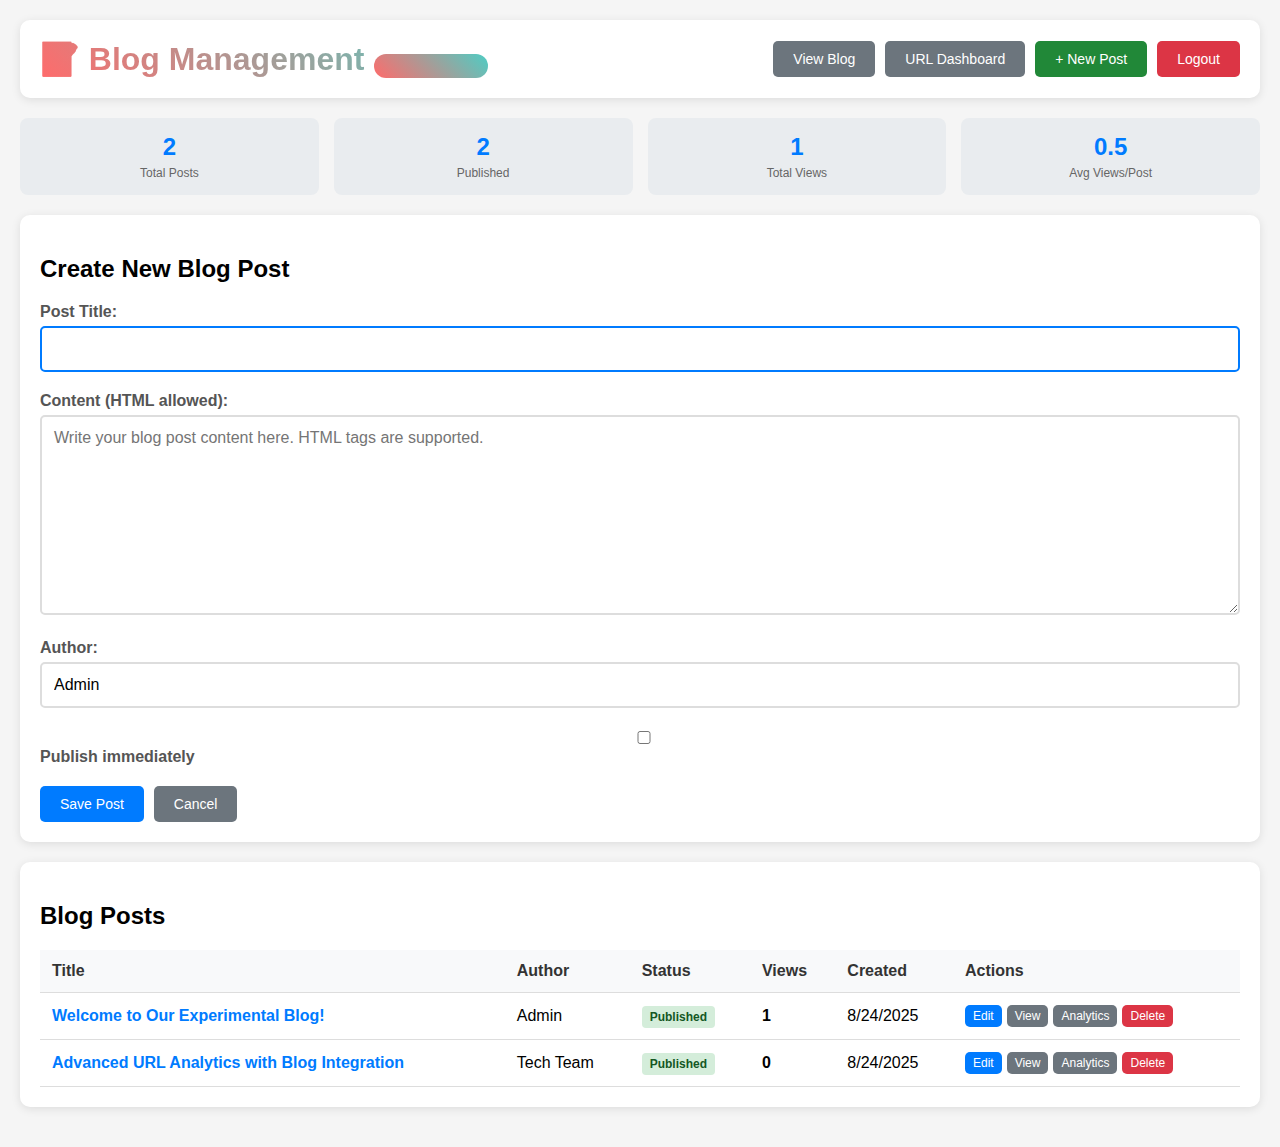 Blog Management
View Blog
URL Dashboard
+ New Post
Logout
2
Total Posts
2
Published
1
Total Views
0.5
Avg Views/Post
Create New Blog Post
Post Title:
Content (HTML allowed):
Write your blog post content here. HTML tags are supported.
Author:
Admin
Publish immediately
Save Post
Cancel
Blog Posts
Title Author Status Views Created Actions
Welcome to Our Experimental Blog! Admin Published 1 8/24/2025 Edit View Analytics Delete
Advanced URL Analytics with Blog Integration Tech Team Published 0 8/24/2025 Edit View Analytics Delete